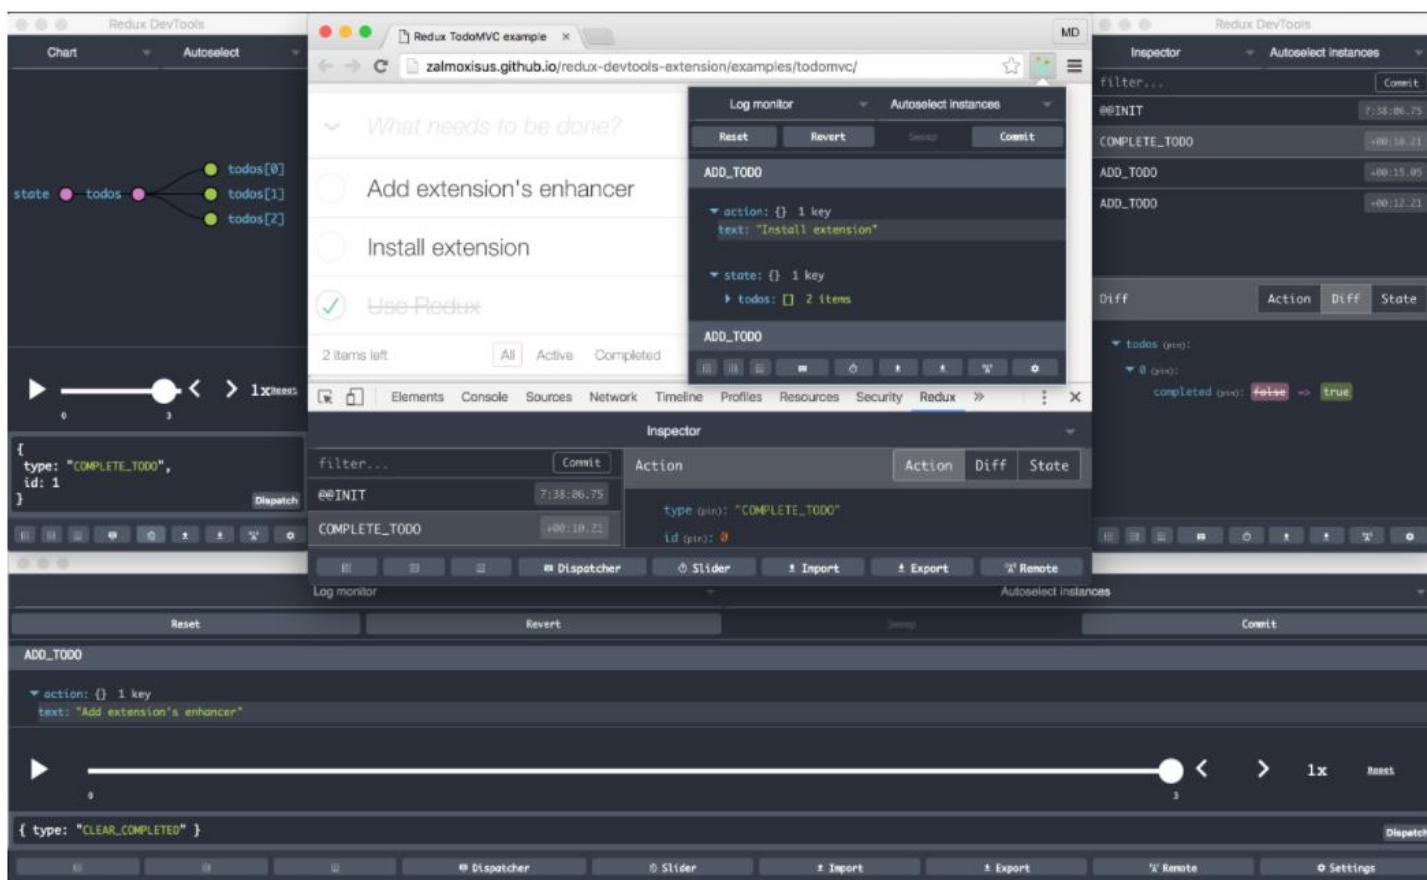 Redux DevTools
Chart
Autoselect
state
todos
todos[0]
todos[1]
todos[2]
1x
Reset
0
3
{
type: "COMPLETE_TODO",
id: 1
}
Dispatch
Redux TodoMVC example ×
MD
zalmoxisus.github.io/redux-devtools-extension/examples/todomvc/
What needs to be done?
Add extension's enhancer
Install extension
Use Redux
2 items left
All
Active
Completed
Log monitor
Autoselect instances
Reset
Revert
Sweep
Commit
ADD_TODO
action: {} 1 key
text: "Install extension"
state: {} 1 key
todos: [] 2 items
ADD_TODO
Elements Console Sources Network Timeline Profiles Resources Security Redux »
Inspector
filter...
Commit
@@INIT
7:38:06.75
COMPLETE_TODO
+00:10.21
Action
Action
Diff
State
type (pin): "COMPLETE_TODO"
id (pin): 0
Dispatcher
Slider
Import
Export
Remote
Redux DevTools
Inspector
Autoselect instances
filter...
Commit
@@INIT
7:38:06.75
COMPLETE_TODO
+00:10.21
ADD_TODO
+00:15.05
ADD_TODO
+00:12.21
Diff
Action
Diff
State
todos (pin):
0 (pin):
completed (pin): false => true
Log monitor
Autoselect instances
Reset
Revert
Sweep
Commit
ADD_TODO
action: {} 1 key
text: "Add extension's enhancer"
1x
Reset
0
3
{ type: "CLEAR_COMPLETED" }
Dispatch
Dispatcher
Slider
Import
Export
Remote
Settings